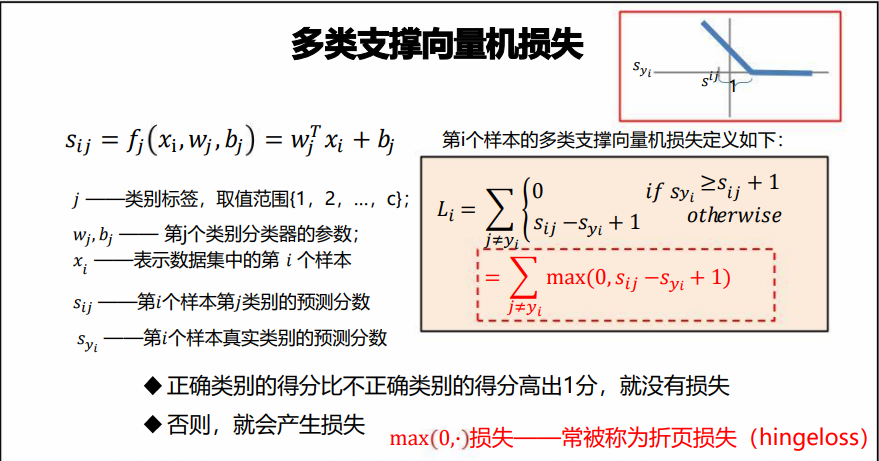 多类支撑向量机损失
s_{y_i}
s^{ij} 1
s_{ij} = f_j(x_i, w_j, b_j) = w_j^T x_i + b_j
j ——类别标签，取值范围{1，2，…，c}；
w_j, b_j —— 第j个类别分类器的参数；
x_i ——表示数据集中的第 i 个样本
s_{ij} ——第i个样本第j类别的预测分数
s_{y_i} ——第i个样本真实类别的预测分数
第i个样本的多类支撑向量机损失定义如下：
L_i = ∑_{j≠y_i} { 0 if s_{y_i} ≥ s_{ij} + 1
s_{ij} − s_{y_i} + 1 otherwise
= ∑_{j≠y_i} max(0, s_{ij} − s_{y_i} + 1)
◆ 正确类别的得分比不正确类别的得分高出1分，就没有损失
◆ 否则，就会产生损失
max(0,·)损失——常被称为折页损失（hingeloss）